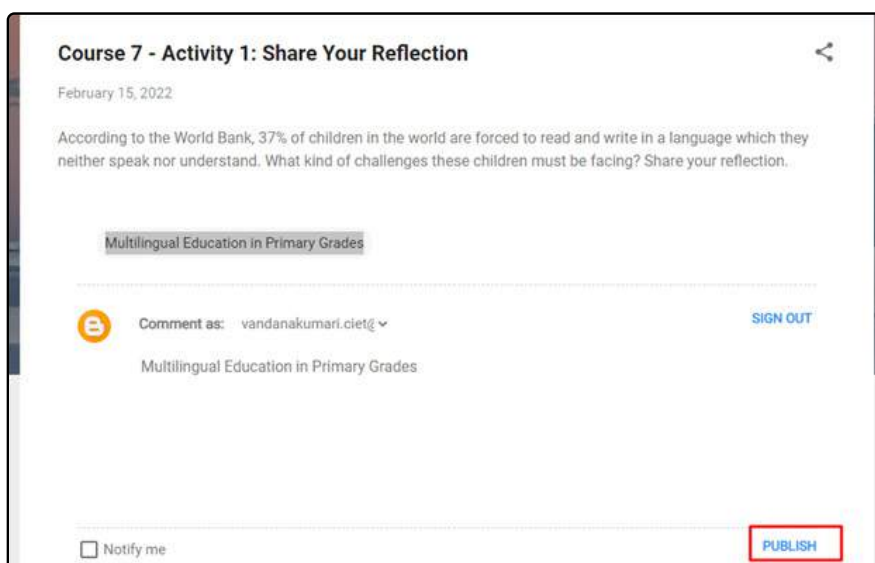 Course 7 - Activity 1: Share Your Reflection
February 15, 2022
According to the World Bank, 37% of children in the world are forced to read and write in a language which they
neither speak nor understand. What kind of challenges these children must be facing? Share your reflection.
Multilingual Education in Primary Grades
Comment as: vandanakumari.ciet@
SIGN OUT
Multilingual Education in Primary Grades
Notify me
PUBLISH